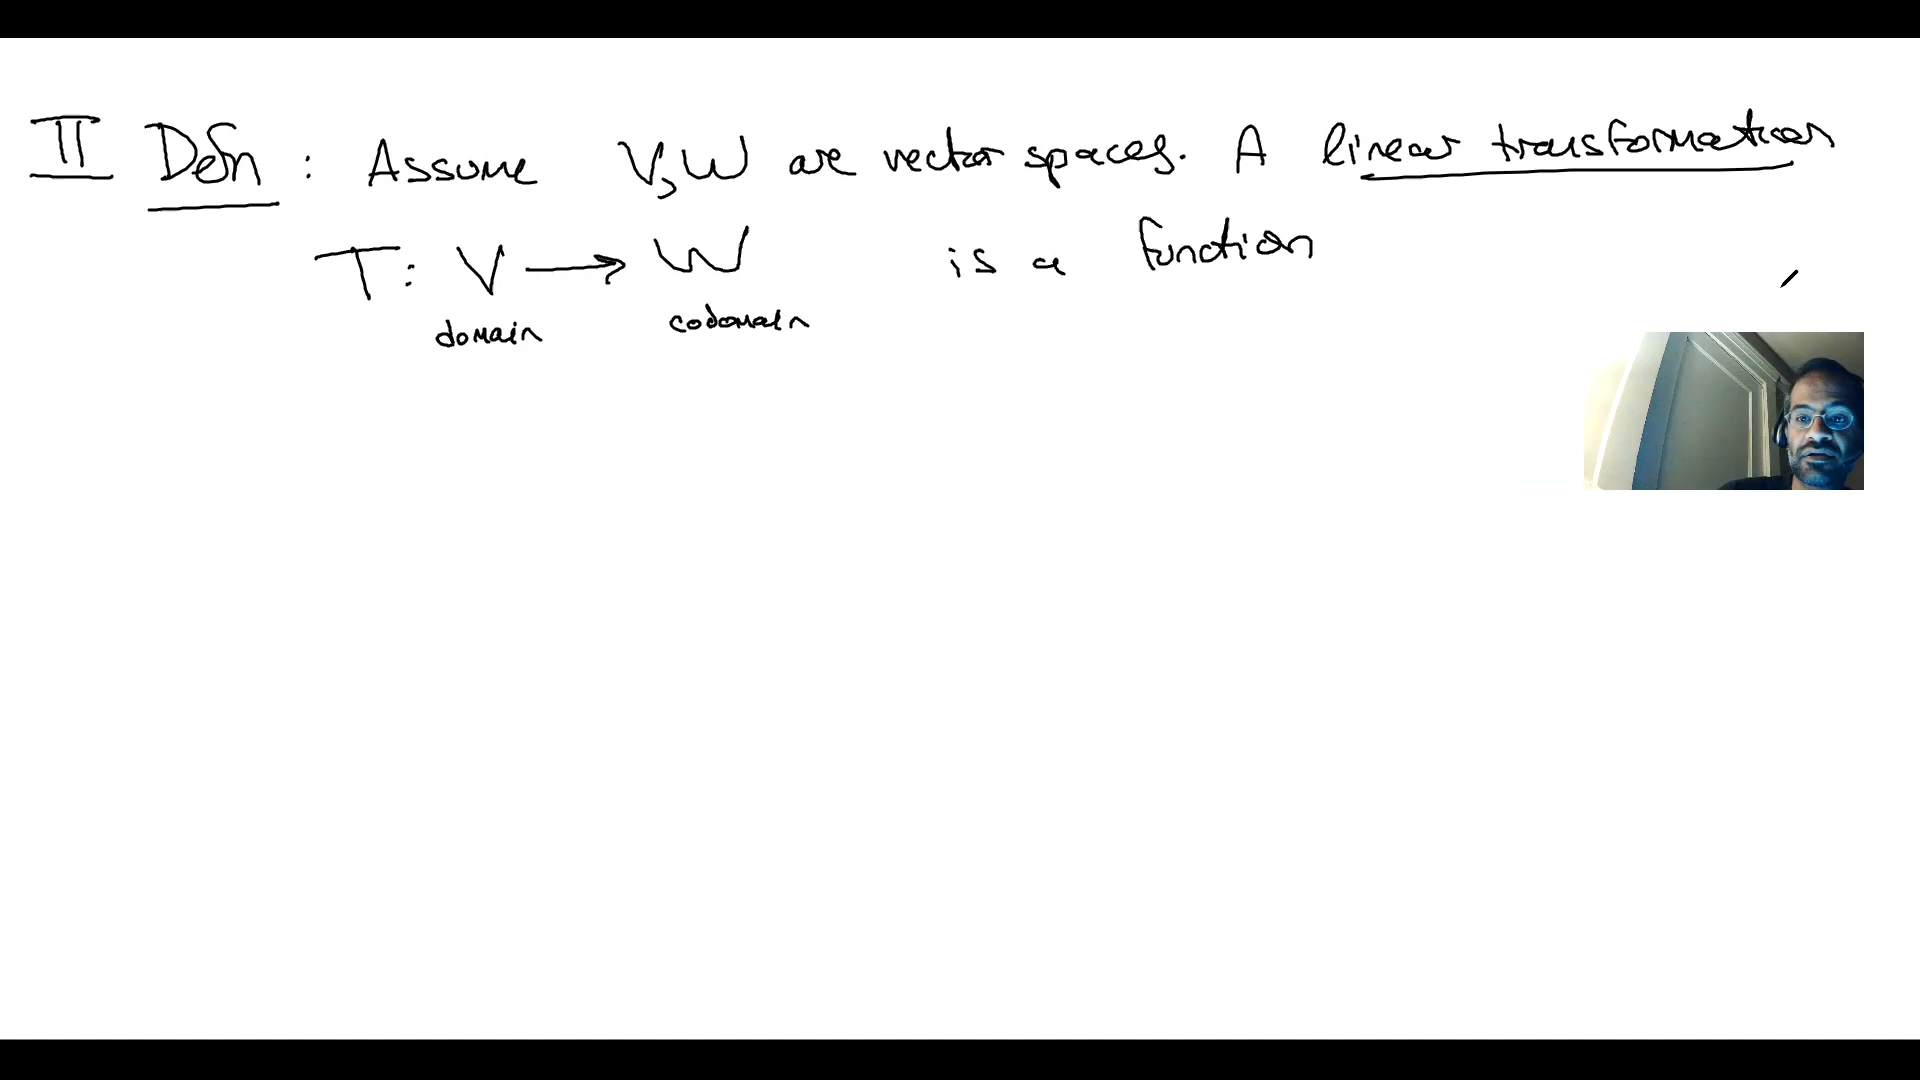 II Defn : Assume V, W are vector spaces. A linear transformation
T: V → W is a function
domain codomain